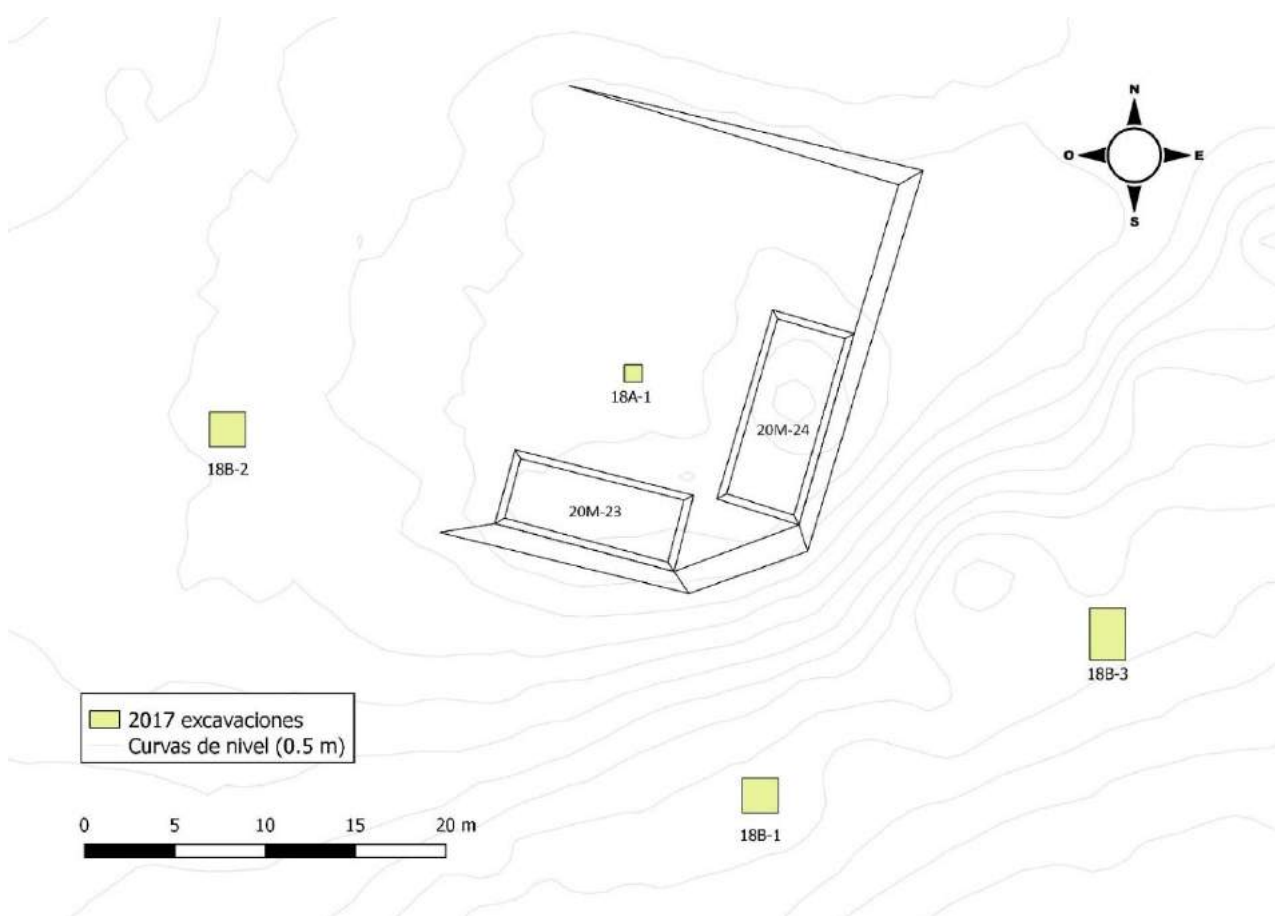 N
O
E
S
18A-1
20M-24
18B-2
20M-23
18B-3
2017 excavaciones
Curvas de nivel (0.5 m)
0 5 10 15 20 m
18B-1